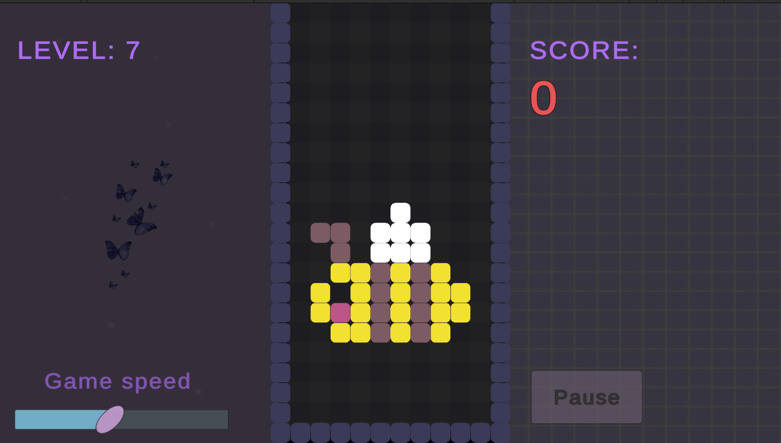 LEVEL: 7
SCORE:
0
Game speed
Pause